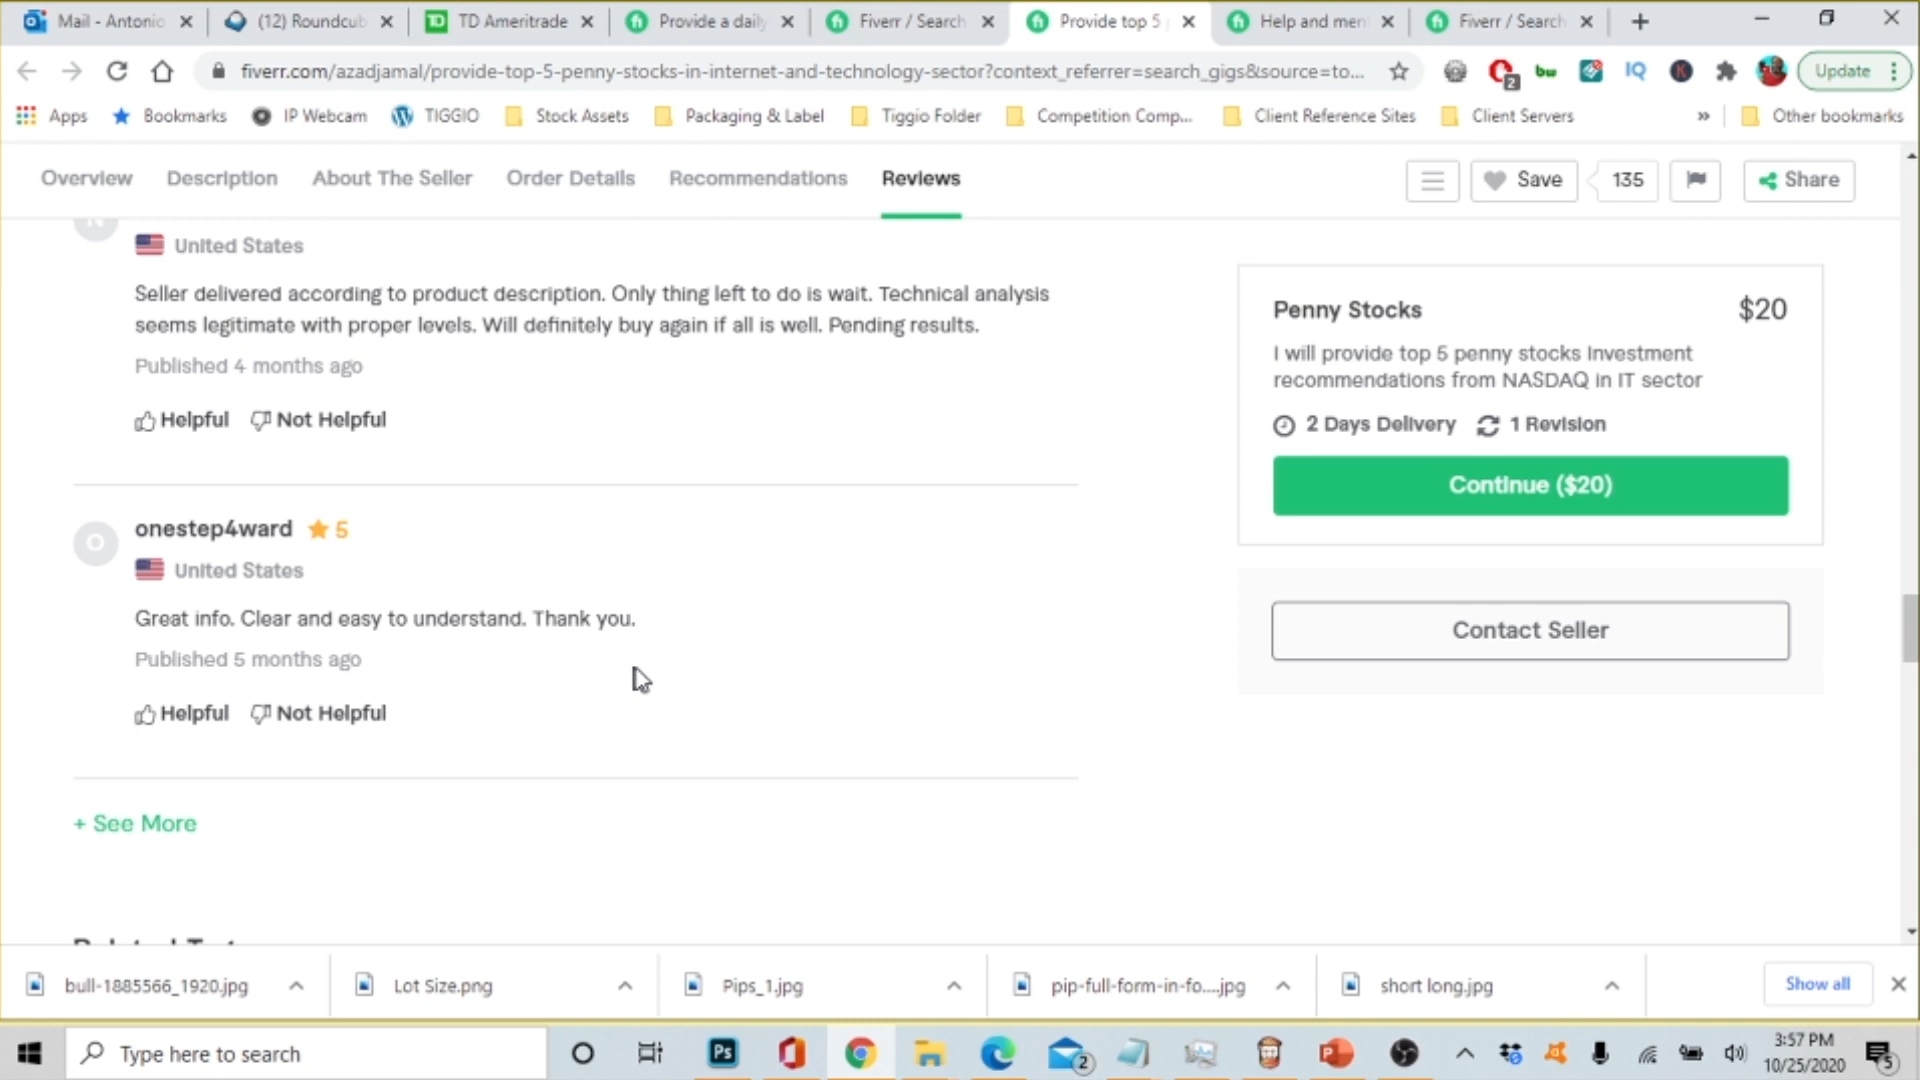 Mail - Antonio
(12) Roundcub
TD Ameritrade
Provide a daily
Fiverr / Search
Provide top 5 p
Help and men
Fiverr / Search
fiverr.com/azadjamal/provide-top-5-penny-stocks-in-internet-and-technology-sector?context_referrer=search_gigs&source=to...
2
bw
IQ
K
Update
Apps
Bookmarks
IP Webcam
TIGGIO
Stock Assets
Packaging & Label
Tiggio Folder
Competition Comp...
Client Reference Sites
Client Servers
»
Other bookmarks
Overview
Description
About The Seller
Order Details
Recommendations
Reviews
Save
135
Share
United States
Seller delivered according to product description. Only thing left to do is wait. Technical analysis
seems legitimate with proper levels. Will definitely buy again if all is well. Pending results.
Published 4 months ago
Helpful
Not Helpful
Penny Stocks
$20
I will provide top 5 penny stocks Investment
recommendations from NASDAQ in IT sector
2 Days Delivery
1 Revision
Continue ($20)
O
onestep4ward
5
United States
Great info. Clear and easy to understand. Thank you.
Published 5 months ago
Helpful
Not Helpful
Contact Seller
+ See More
bull-1885566_1920.jpg
Lot Size.png
Pips_1.jpg
pip-full-form-in-fo....jpg
short long.jpg
Show all
Type here to search
Ps
2
3:57 PM
10/25/2020
5